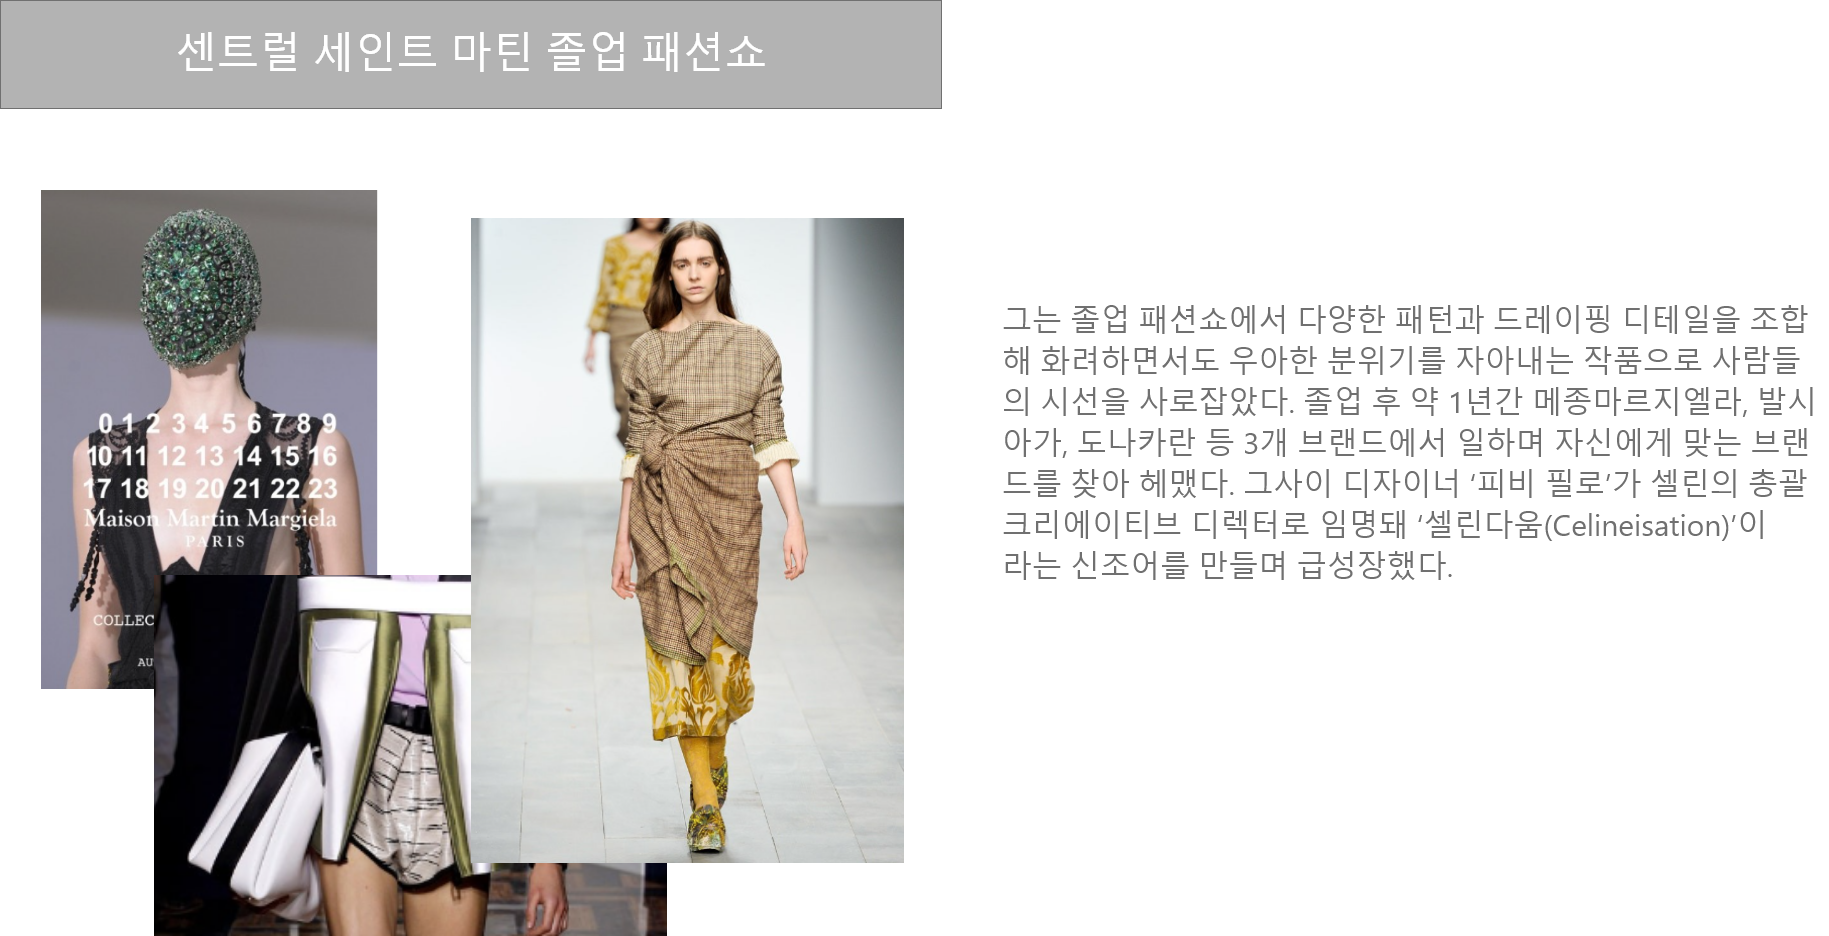 센트럴 세인트 마틴 졸업 패션쇼
0 1 2 3 4 5 6 7 8 9
10 11 12 13 14 15 16
17 18 19 20 21 22 23
Maison Martin Margiela
PARIS
COLLEC
AU
그는 졸업 패션쇼에서 다양한 패턴과 드레이핑 디테일을 조합
해 화려하면서도 우아한 분위기를 자아내는 작품으로 사람들
의 시선을 사로잡았다. 졸업 후 약 1년간 메종마르지엘라, 발시
아가, 도나카란 등 3개 브랜드에서 일하며 자신에게 맞는 브랜
드를 찾아 헤맸다. 그사이 디자이너 ‘피비 필로’가 셀린의 총괄
크리에이티브 디렉터로 임명돼 ‘셀린다움(Celineisation)’이
라는 신조어를 만들며 급성장했다.